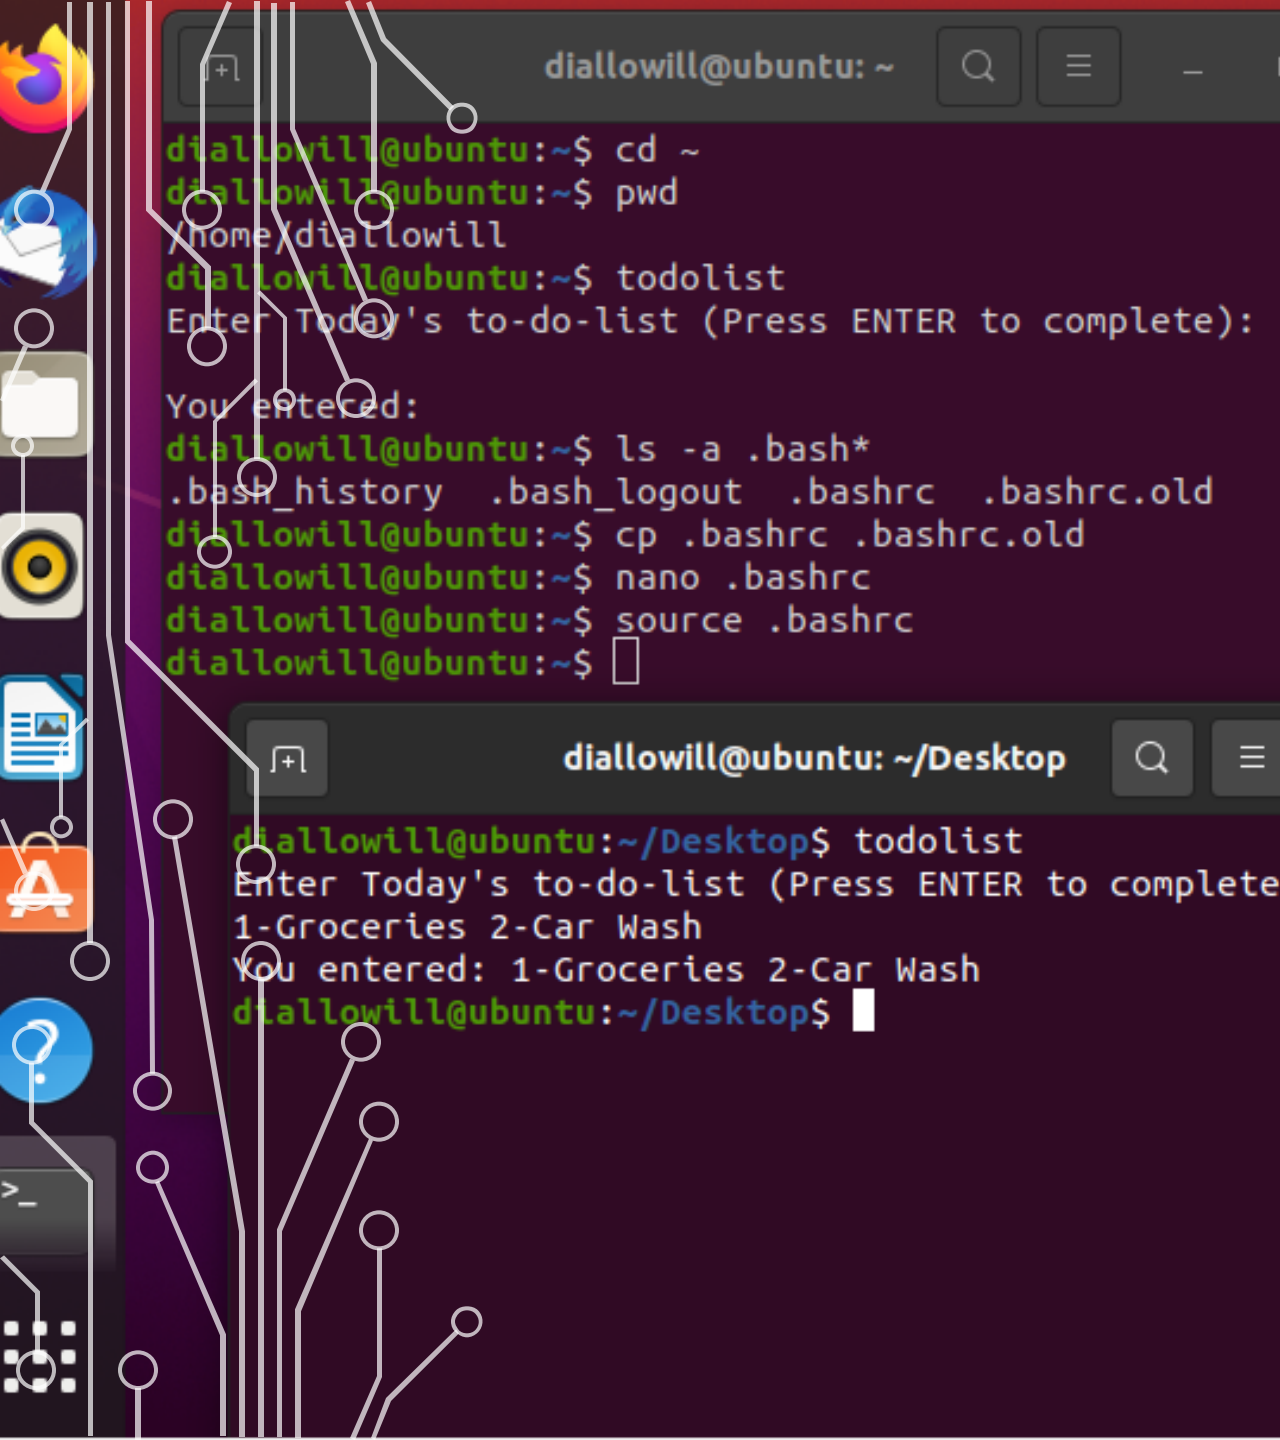 diallowill@ubuntu: ~
diallowill@ubuntu:~$ cd ~
diallowill@ubuntu:~$ pwd
/home/diallowill
diallowill@ubuntu:~$ todolist
Enter Today's to-do-list (Press ENTER to complete):
You entered:
diallowill@ubuntu:~$ ls -a .bash*
.bash_history  .bash_logout  .bashrc  .bashrc.old
diallowill@ubuntu:~$ cp .bashrc .bashrc.old
diallowill@ubuntu:~$ nano .bashrc
diallowill@ubuntu:~$ source .bashrc
diallowill@ubuntu:~$
diallowill@ubuntu: ~/Desktop
diallowill@ubuntu:~/Desktop$ todolist
Enter Today's to-do-list (Press ENTER to complete
1-Groceries 2-Car Wash
You entered: 1-Groceries 2-Car Wash
diallowill@ubuntu:~/Desktop$